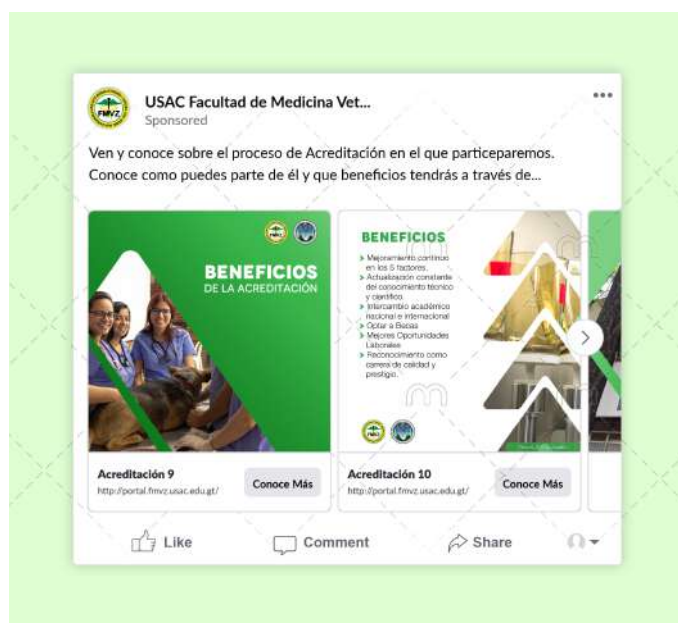 USAC Facultad de Medicina Vet...
Sponsored
Ven y conoce sobre el proceso de Acreditación en el que particeparemos.
Conoce como puedes parte de él y que beneficios tendrás a través de...
FMVZ
BENEFICIOS
DE LA ACREDITACIÓN
Acreditación 9
http://portal.fmvz.usac.edu.gt/
Conoce Más
BENEFICIOS
Mejoramiento continuo
en los 5 factores.
Actualización constante
del conocimiento técnico
y científico.
Intercambio académico
nacional e internacional
Optar a Becas
Mejores Oportunidades
Laborales
Reconocimiento como
carrera de calidad y
prestigio.
Acreditación 10
http://portal.fmvz.usac.edu.gt/
Conoce Más
Like
Comment
Share